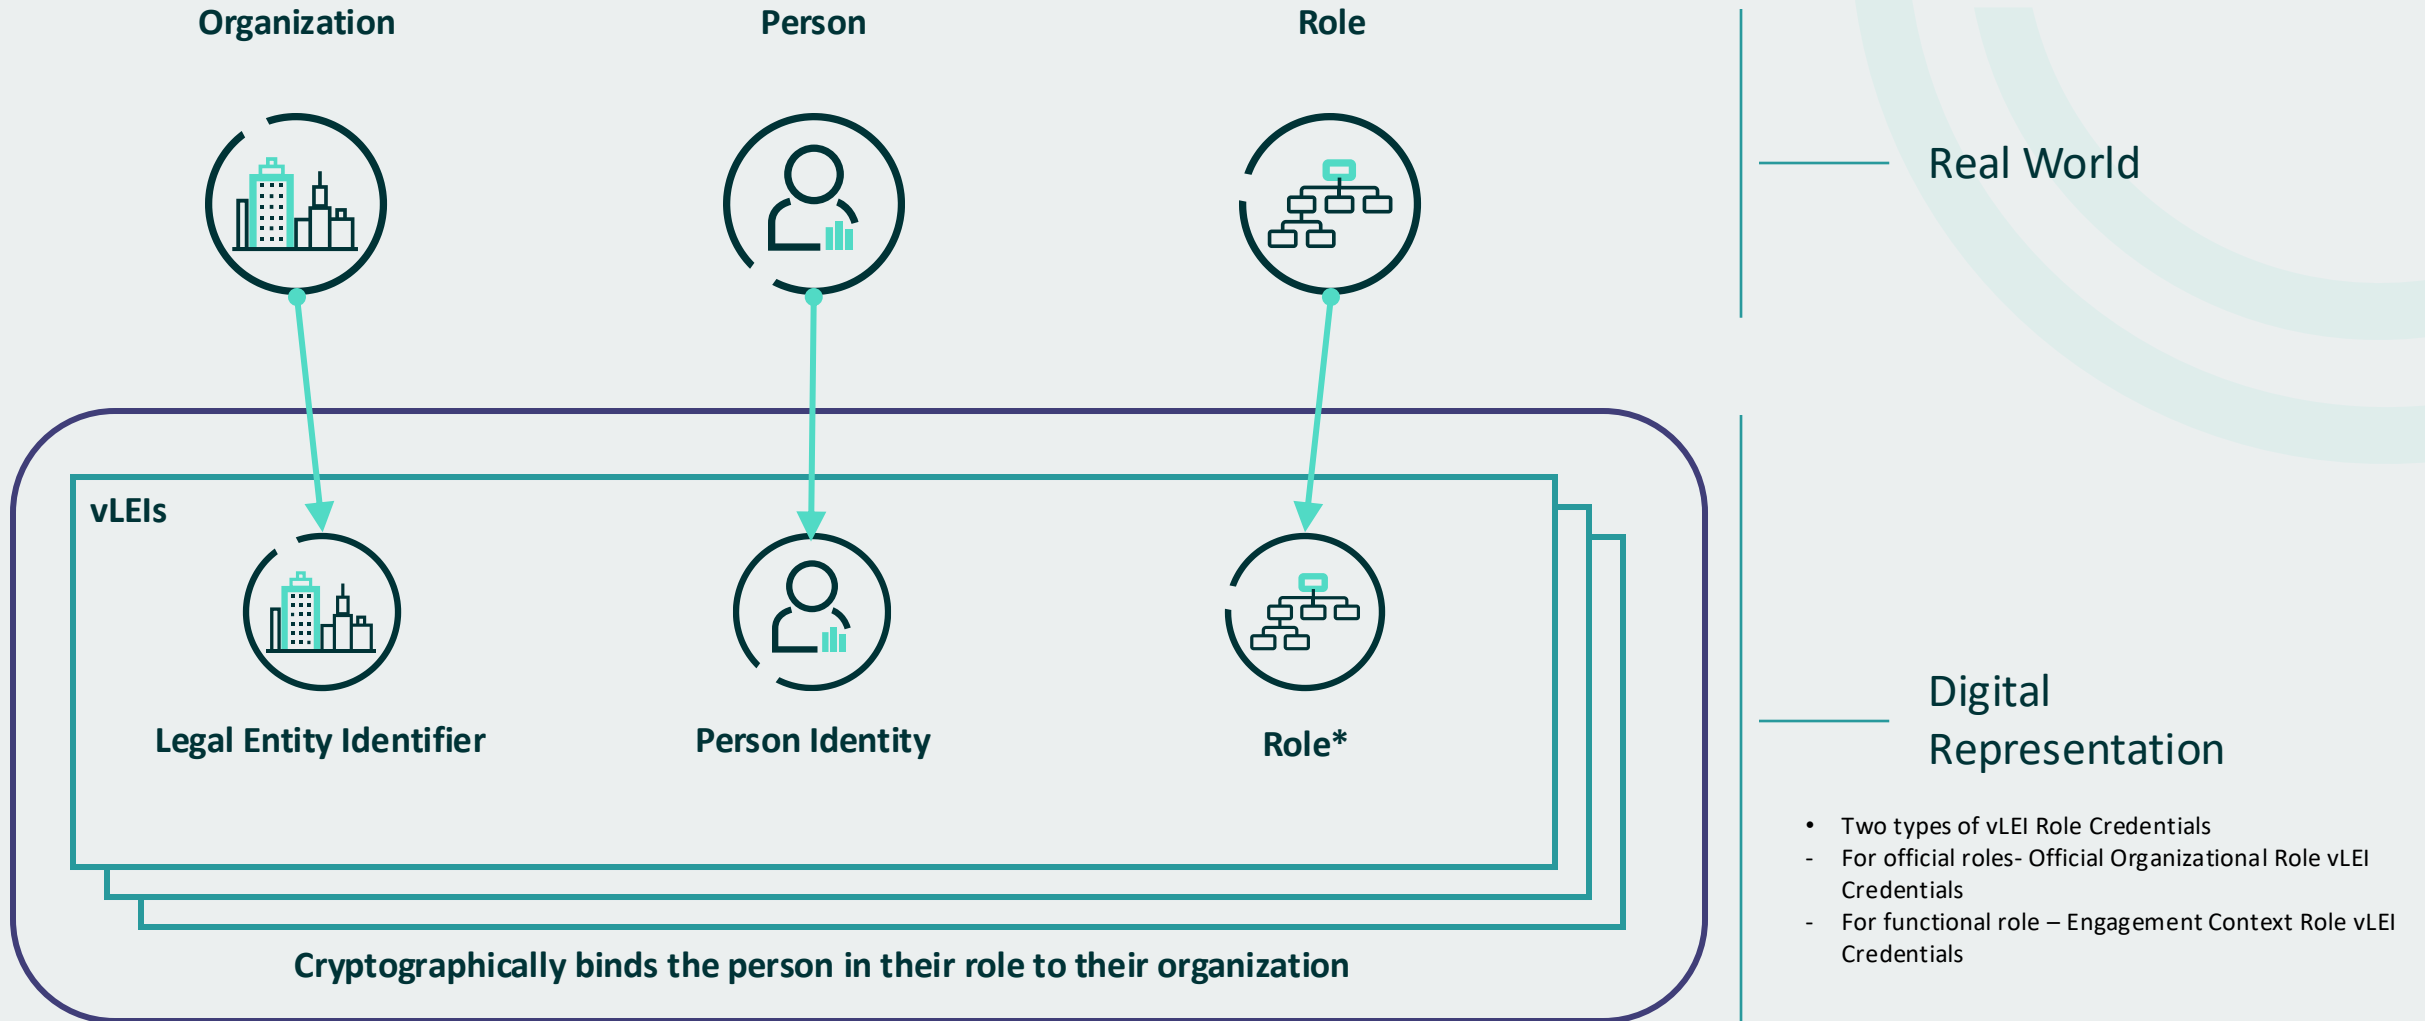 Organization
Person
Role
Real World
vLEIs
Legal Entity Identifier
Person Identity
Role*
Cryptographically binds the person in their role to their organization
Digital
Representation
• Two types of vLEI Role Credentials
- For official roles- Official Organizational Role vLEI
Credentials
- For functional role – Engagement Context Role vLEI
Credentials